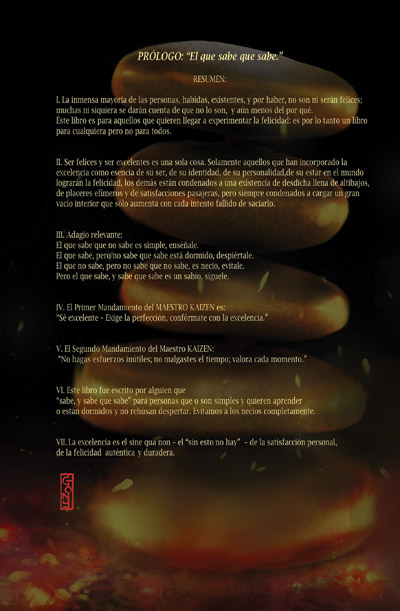 PRÓLOGO: “El que sabe que sabe.”
RESUMEN:
I. La inmensa mayoría de las personas, habidas, existentes, y por haber, no son ni serán felices;
muchas ni siquiera se darán cuenta de que no lo son, y aún menos del por qué.
Éste libro es para aquellos que quieren llegar a experimentar la felicidad: es por lo tanto un libro
para cualquiera pero no para todos.
II. Ser felices y ser excelentes es una sola cosa. Solamente aquellos que han incorporado la
excelencia como esencia de su ser, de su identidad, de su personalidad,de su estar en el mundo
lograrán la felicidad, los demás están condenados a una existencia de desdicha llena de altibajos,
de placeres efímeros y de satisfacciones pasajeras, pero siempre condenados a cargar un gran
vacío interior que sólo aumenta con cada intento fallido de saciarlo.
III. Adagio relevante:
El que sabe que no sabe es simple, enséñale.
El que sabe, pero no sabe que sabe está dormido, despiértale.
El que no sabe, pero no sabe que no sabe, es necio, evítale.
Pero el que sabe, y sabe que sabe es un sabio, síguele.
IV. El Primer Mandamiento del MAESTRO KAIZEN es:
“Sé excelente - Exige la perfección, confórmate con la excelencia.”
V. El Segundo Mandamiento del Maestro KAIZEN:
“No hagas esfuerzos inútiles; no malgastes el tiempo; valora cada momento.”
VI. Este libro fue escrito por alguien que
“sabe, y sabe que sabe” para personas que o son simples y quieren aprender
o están dormidos y no rehúsan despertar. Evitamos a los necios completamente.
VII. La excelencia es el sine qua non - el “sin esto no hay” - de la satisfacción personal,
de la felicidad auténtica y duradera.